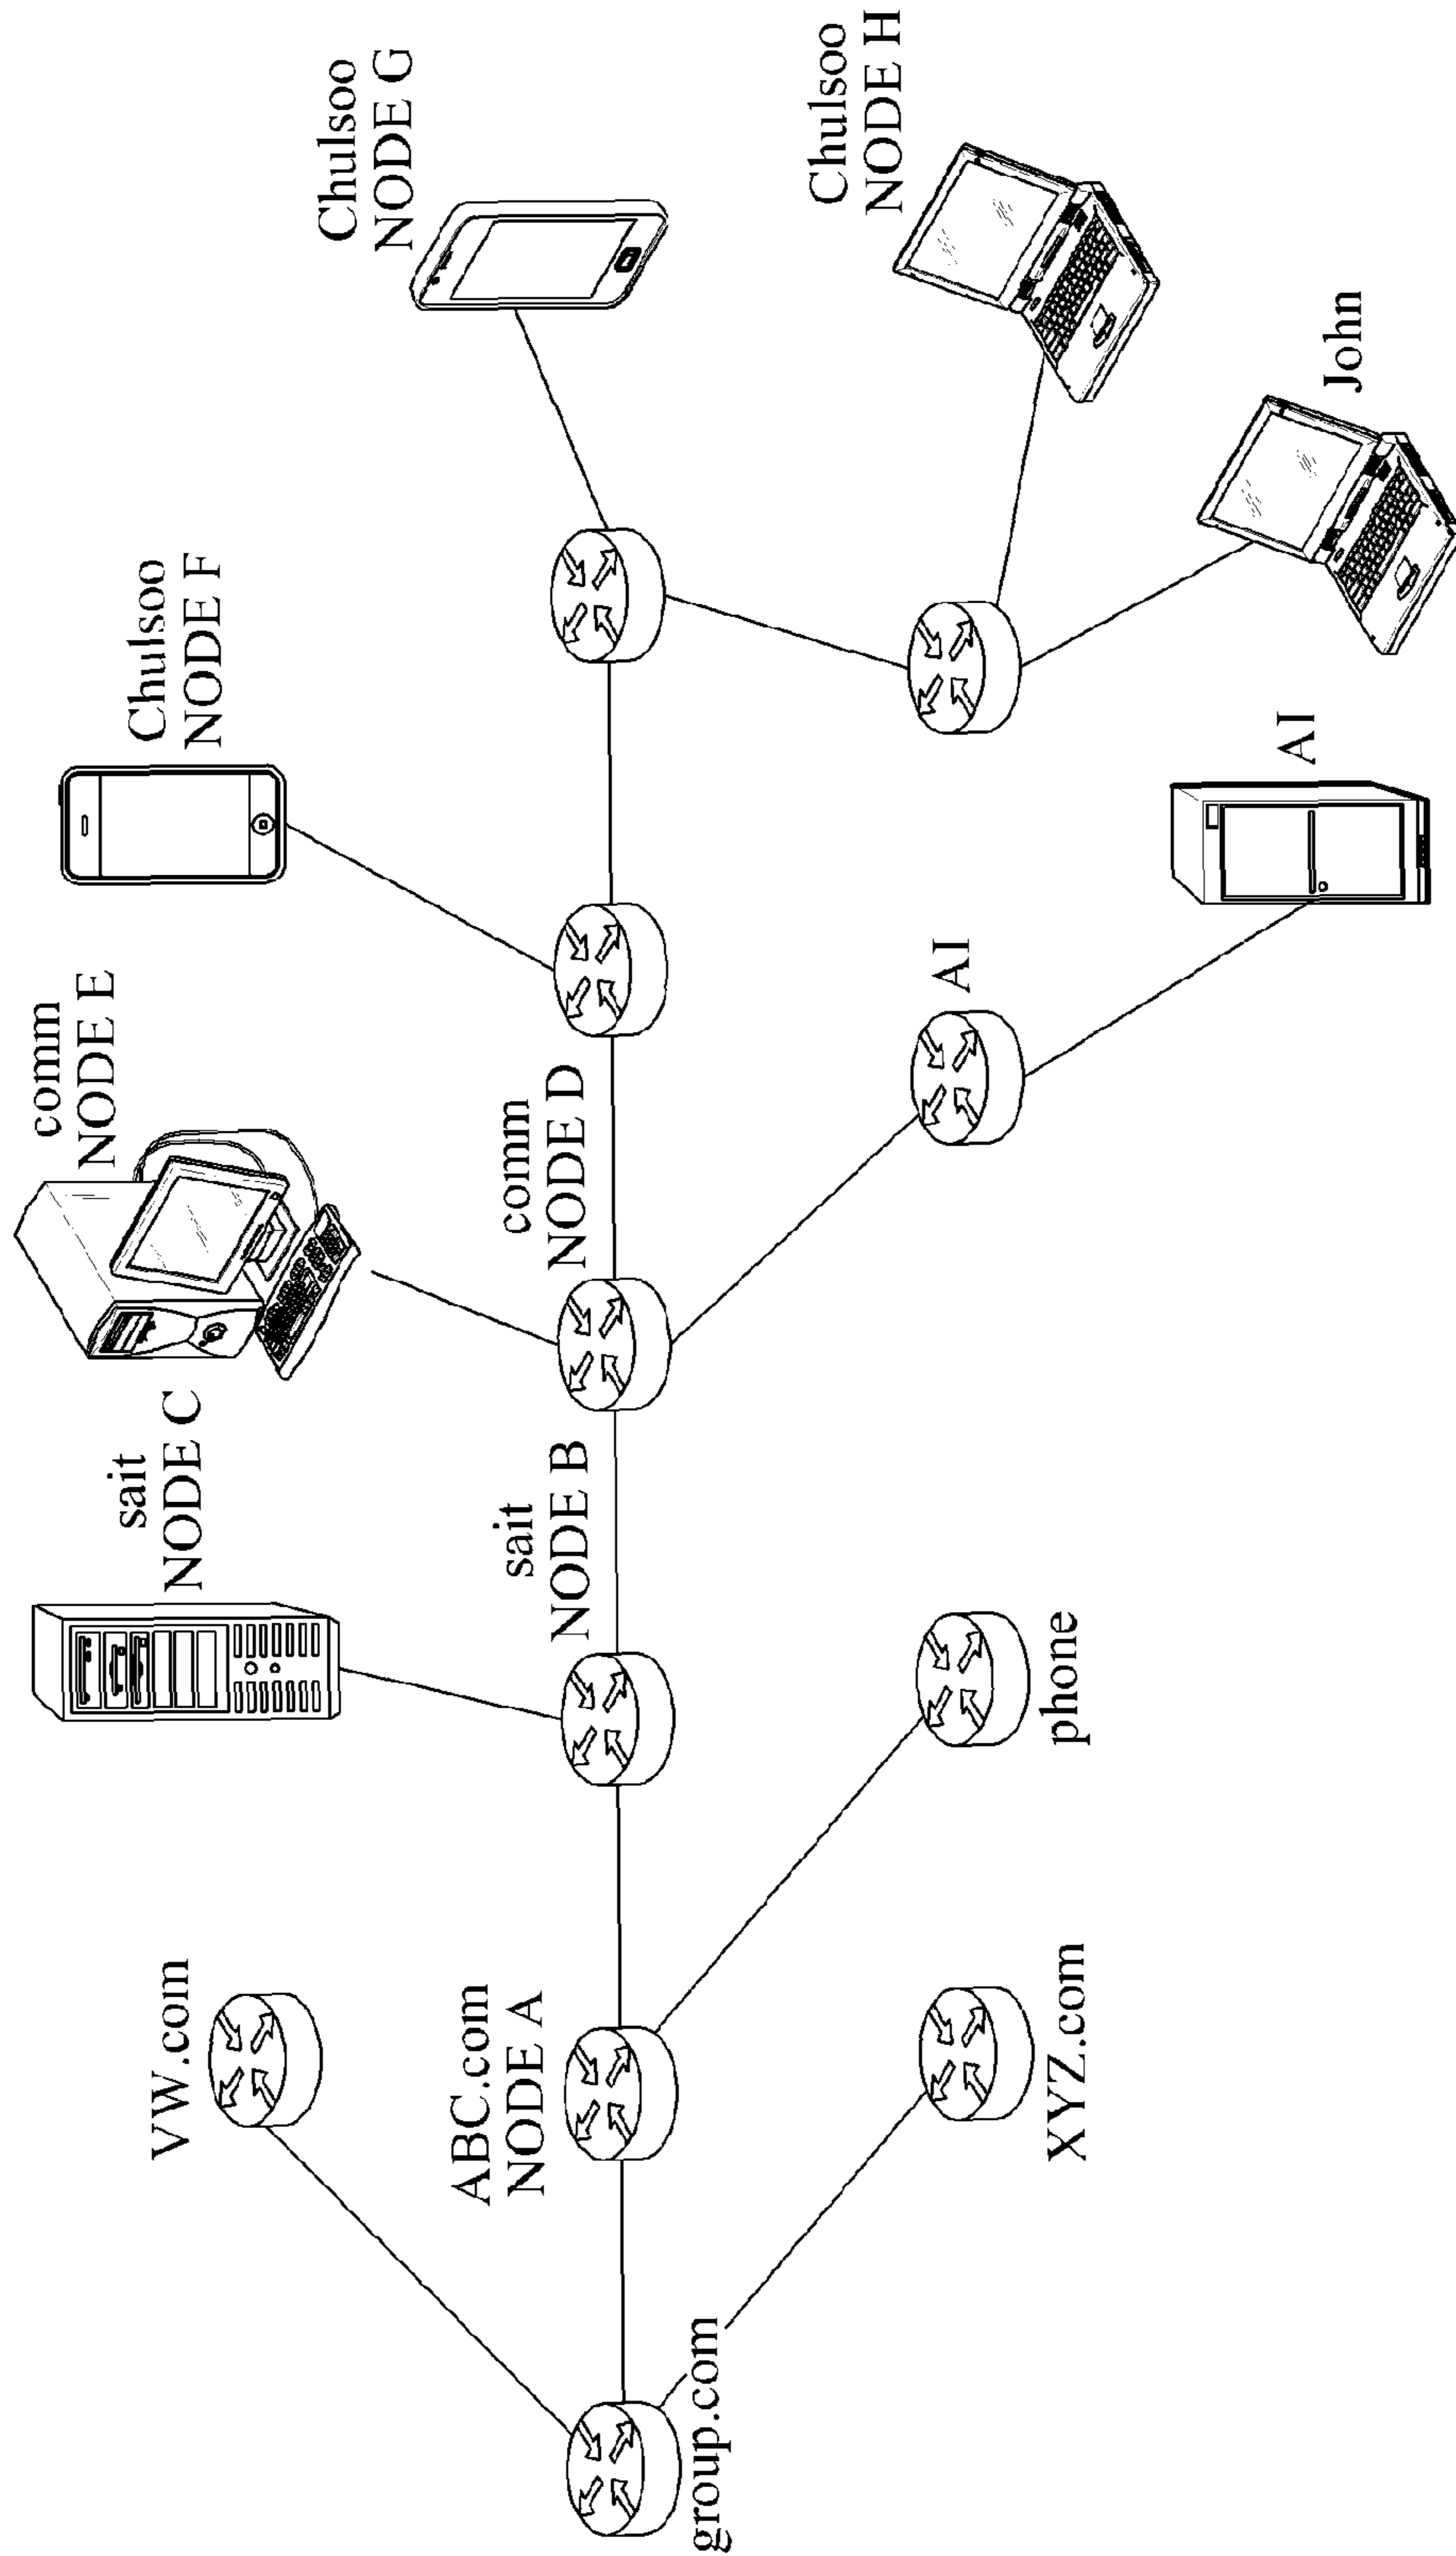 VW.com
ABC.com
NODE A
group.com
XYZ.com
phone
sait
NODE C
sait
NODE B
comm
NODE E
comm
NODE D
AI
AI
Chulsoo
NODE F
Chulsoo
NODE G
Chulsoo
NODE H
John